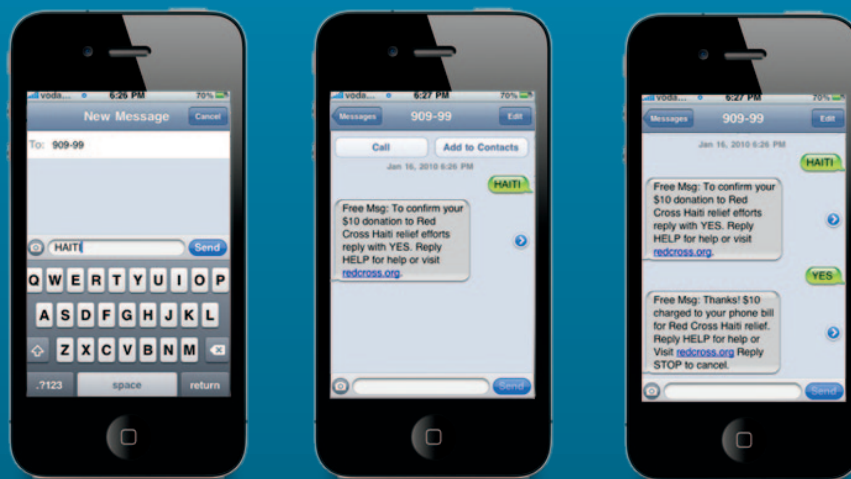 voda... 6:26 PM 70%
New Message Cancel
To: 909-99
HAITI Send
Q W E R T Y U I O P
A S D F G H J K L
Z X C V B N M
.?123 space return
voda... 6:27 PM 70%
Messages 909-99 Edit
Call Add to Contacts
Jan 16, 2010 6:26 PM
HAITI
Free Msg: To confirm your
$10 donation to Red
Cross Haiti relief efforts
reply with YES. Reply
HELP for help or visit
redcross.org.
Send
voda... 6:27 PM 70%
Messages 909-99 Edit
Jan 16, 2010 6:26 PM
HAITI
Free Msg: To confirm your
$10 donation to Red
Cross Haiti relief efforts
reply with YES. Reply
HELP for help or visit
redcross.org.
YES
Free Msg: Thanks! $10
charged to your phone bill
for Red Cross Haiti relief.
Reply HELP for help or
Visit redcross.org Reply
STOP to cancel.
Send